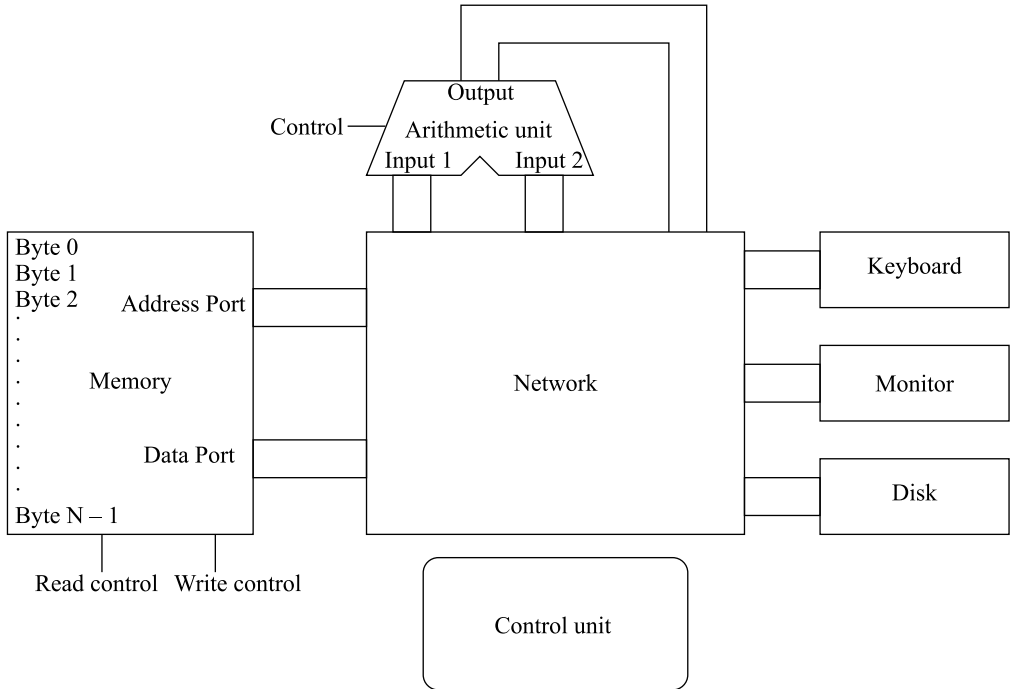 Output
Control
Arithmetic unit
Input 1
Input 2
Byte 0
Byte 1
Byte 2
.
.
.
.
.
.
.
.
.
Byte N – 1
Address Port
Memory
Data Port
Read control
Write control
Network
Keyboard
Monitor
Disk
Control unit